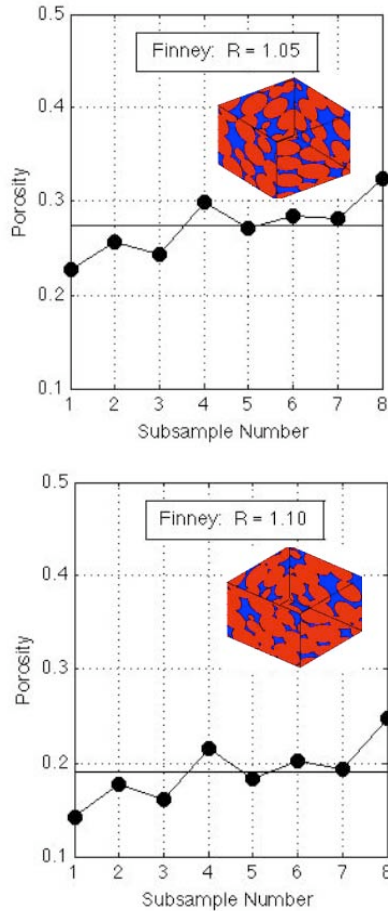 0.5
Finney: R = 1.05
0.4
Porosity
0.3
0.2
0.1
1 2 3 4 5 6 7 8
Subsample Number
0.5
Finney: R = 1.10
0.4
Porosity
0.3
0.2
0.1
1 2 3 4 5 6 7 8
Subsample Number